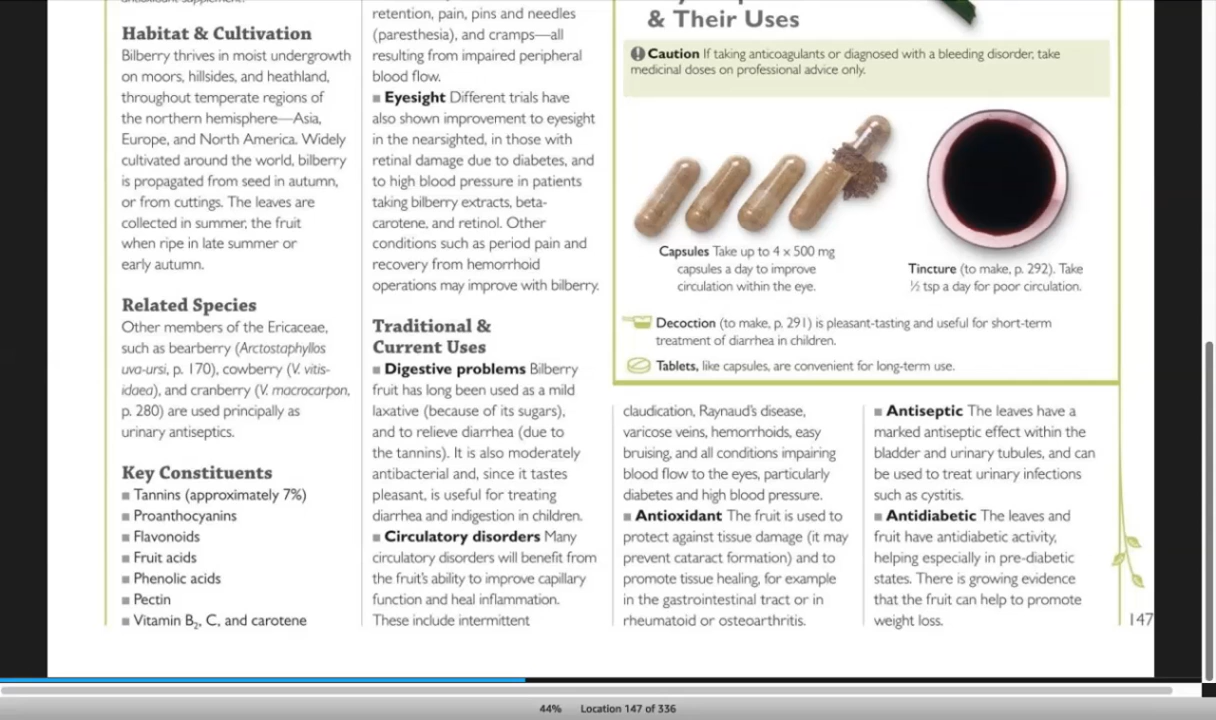 antioxidant supplement.
Habitat & Cultivation
Bilberry thrives in moist undergrowth
on moors, hillsides, and heathland,
throughout temperate regions of
the northern hemisphere—Asia,
Europe, and North America. Widely
cultivated around the world, bilberry
is propagated from seed in autumn,
or from cuttings. The leaves are
collected in summer, the fruit
when ripe in late summer or
early autumn.
Related Species
Other members of the Ericaceae,
such as bearberry (Arctostaphyllos
uva-ursi, p. 170), cowberry (V. vitis-
idaea), and cranberry (V. macrocarpon,
p. 280) are used principally as
urinary antiseptics.
Key Constituents
■ Tannins (approximately 7%)
■ Proanthocyanins
■ Flavonoids
■ Fruit acids
■ Phenolic acids
■ Pectin
■ Vitamin B₂, C, and carotene
retention, pain, pins and needles
(paresthesia), and cramps—all
resulting from impaired peripheral
blood flow.
■ Eyesight Different trials have
also shown improvement to eyesight
in the nearsighted, in those with
retinal damage due to diabetes, and
to high blood pressure in patients
taking bilberry extracts, beta-
carotene, and retinol. Other
conditions such as period pain and
recovery from hemorrhoid
operations may improve with bilberry.
Traditional &
Current Uses
■ Digestive problems Bilberry
fruit has long been used as a mild
laxative (because of its sugars),
and to relieve diarrhea (due to
the tannins). It is also moderately
antibacterial and, since it tastes
pleasant, is useful for treating
diarrhea and indigestion in children.
■ Circulatory disorders Many
circulatory disorders will benefit from
the fruit's ability to improve capillary
function and heal inflammation.
These include intermittent
& Their Uses
Caution If taking anticoagulants or diagnosed with a bleeding disorder, take
medicinal doses on professional advice only.
Capsules Take up to 4 x 500 mg
capsules a day to improve
circulation within the eye.
Tincture (to make, p. 292). Take
½ tsp a day for poor circulation.
Decoction (to make, p. 291) is pleasant-tasting and useful for short-term
treatment of diarrhea in children.
Tablets, like capsules, are convenient for long-term use.
claudication, Raynaud's disease,
varicose veins, hemorrhoids, easy
bruising, and all conditions impairing
blood flow to the eyes, particularly
diabetes and high blood pressure.
■ Antioxidant The fruit is used to
protect against tissue damage (it may
prevent cataract formation) and to
promote tissue healing, for example
in the gastrointestinal tract or in
rheumatoid or osteoarthritis.
■ Antiseptic The leaves have a
marked antiseptic effect within the
bladder and urinary tubules, and can
be used to treat urinary infections
such as cystitis.
■ Antidiabetic The leaves and
fruit have antidiabetic activity,
helping especially in pre-diabetic
states. There is growing evidence
that the fruit can help to promote
weight loss.
147
44% Location 147 of 336